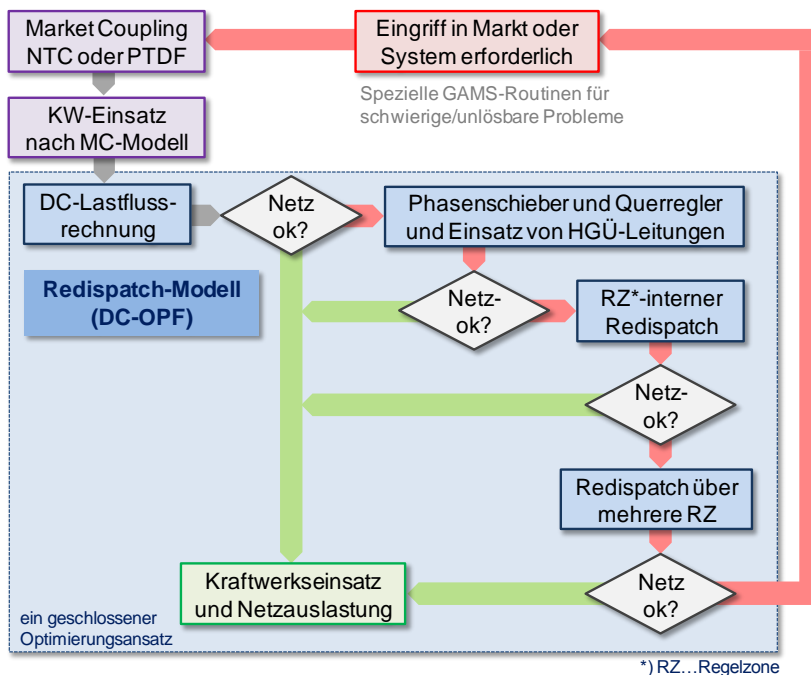 Market Coupling
NTC oder PTDF
Eingriff in Markt oder
System erforderlich
Spezielle GAMS-Routinen für
schwierige/unlösbare Probleme
KW-Einsatz
nach MC-Modell
DC-Lastfluss-
rechnung
Netz
ok?
Phasenschieber und Querregler
und Einsatz von HGÜ-Leitungen
Redispatch-Modell
(DC-OPF)
Netz-
ok?
RZ*-interner
Redispatch
Netz-
ok?
Redispatch über
mehrere RZ
Kraftwerkseinsatz
und Netzauslastung
Netz
ok?
ein geschlossener
Optimierungsansatz
*) RZ…Regelzone